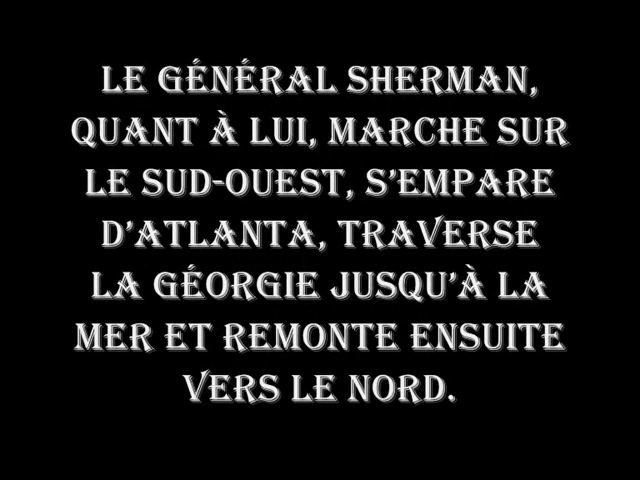 LE GÉNÉRAL SHERMAN,
QUANT À LUI, MARCHE SUR
LE SUD-OUEST, S’EMPARE
D’ATLANTA, TRAVERSE
LA GÉORGIE JUSQU’À LA
MER ET REMONTE ENSUITE
VERS LE NORD.